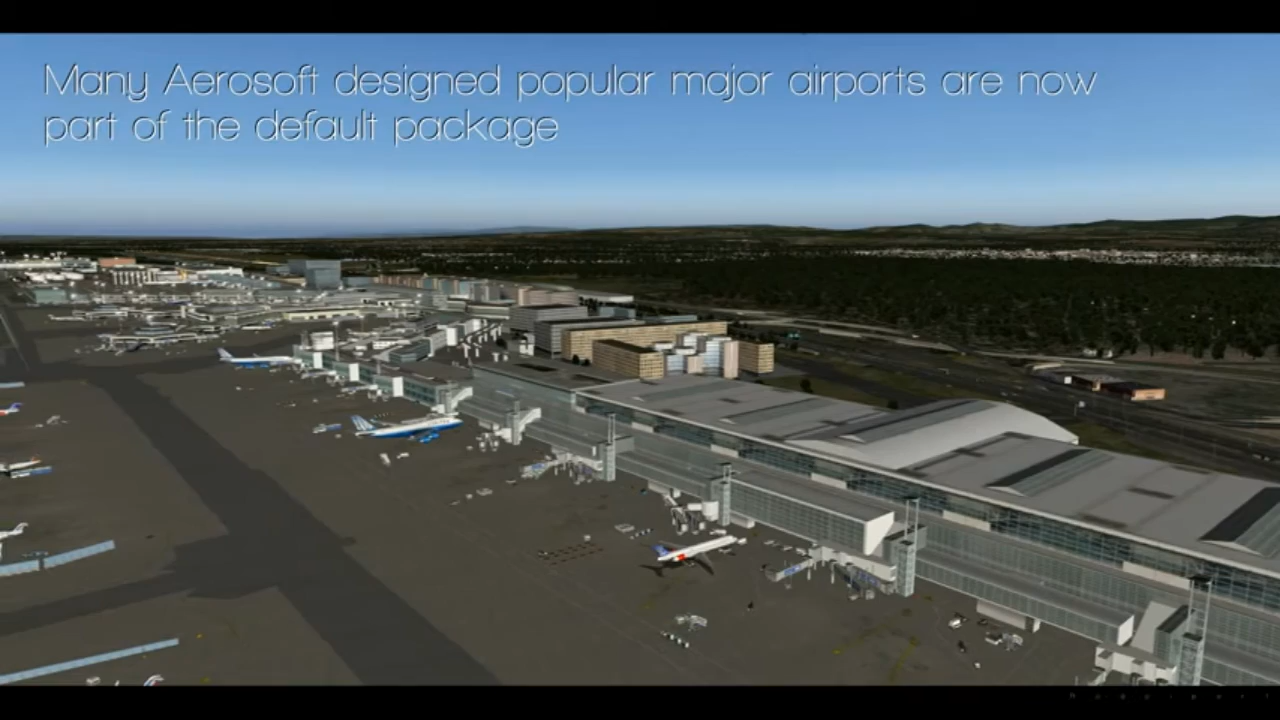 Many Aerosoft designed popular major airports are now
part of the default package